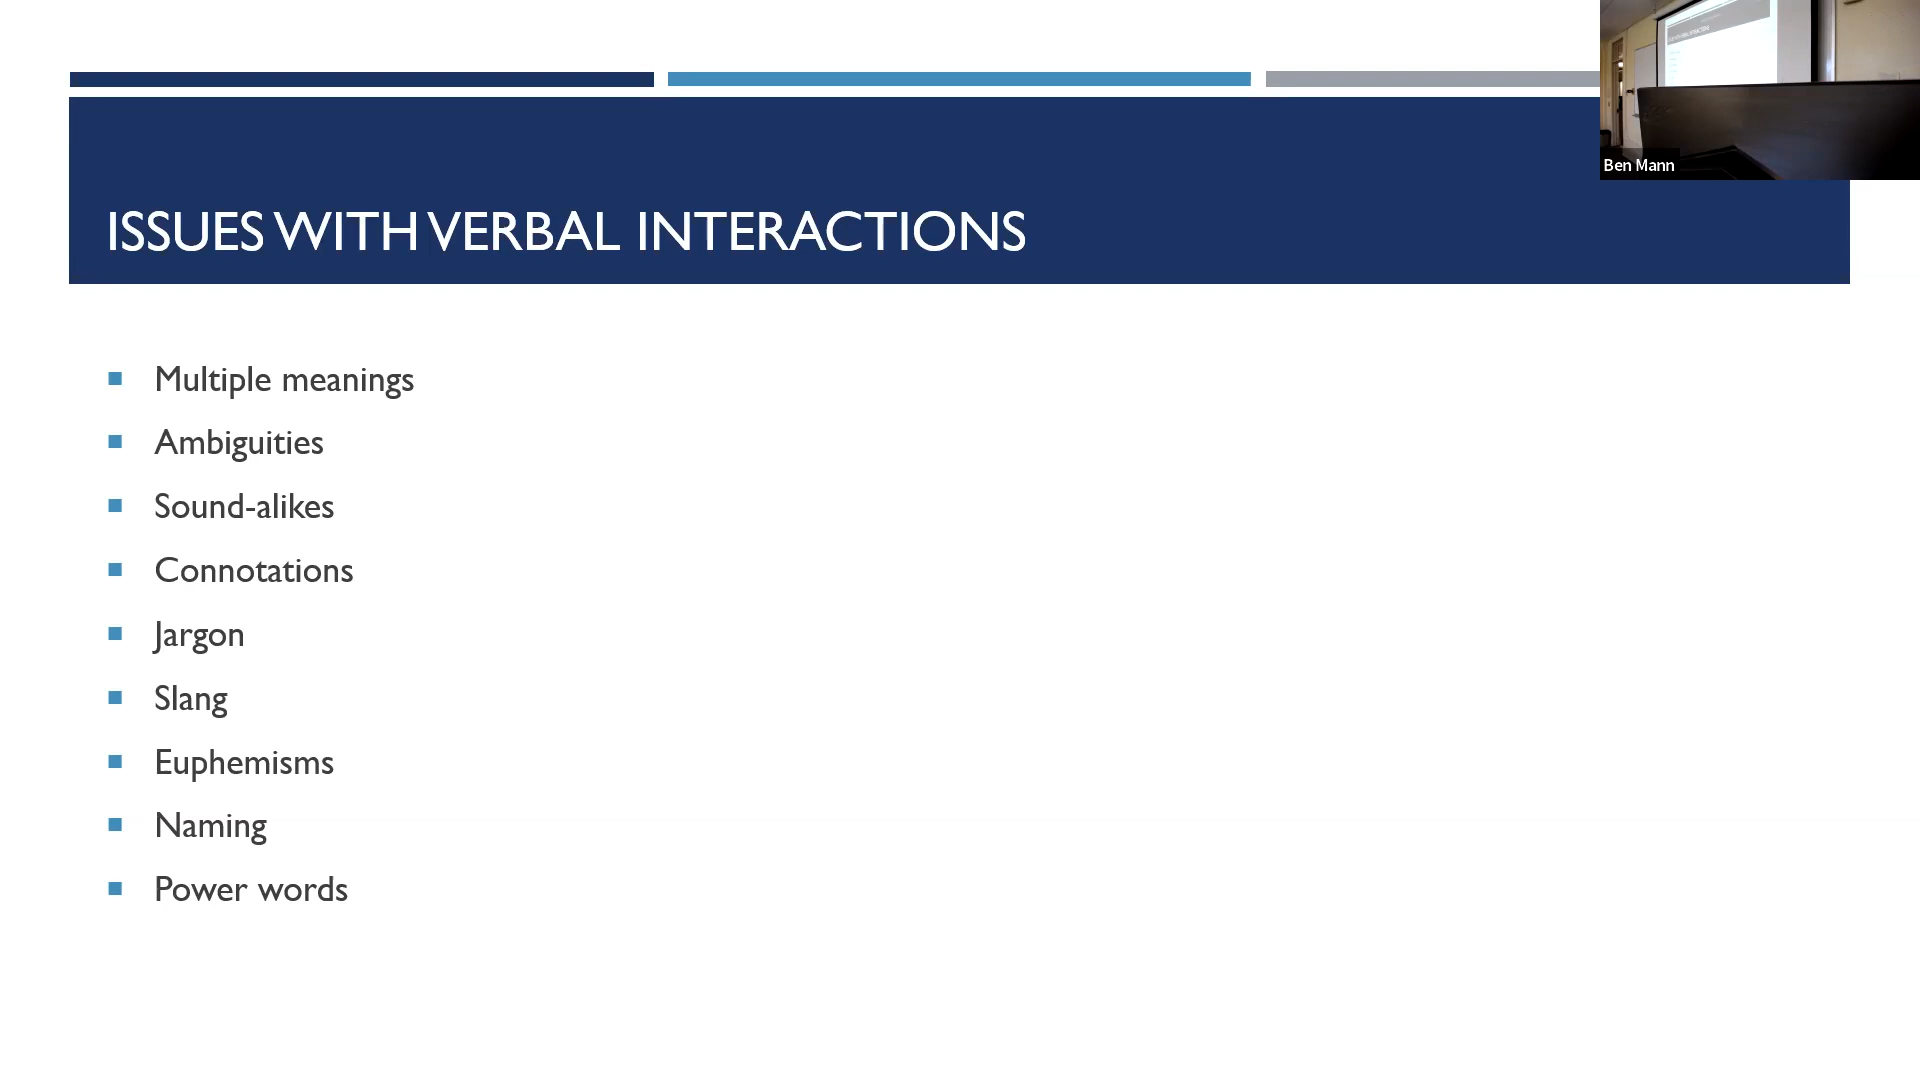 ISSUES WITH VERBAL INTERACTIONS
Multiple meanings
Ambiguities
Sound-alikes
Connotations
Jargon
Slang
Euphemisms
Naming
Power words
Ben Mann